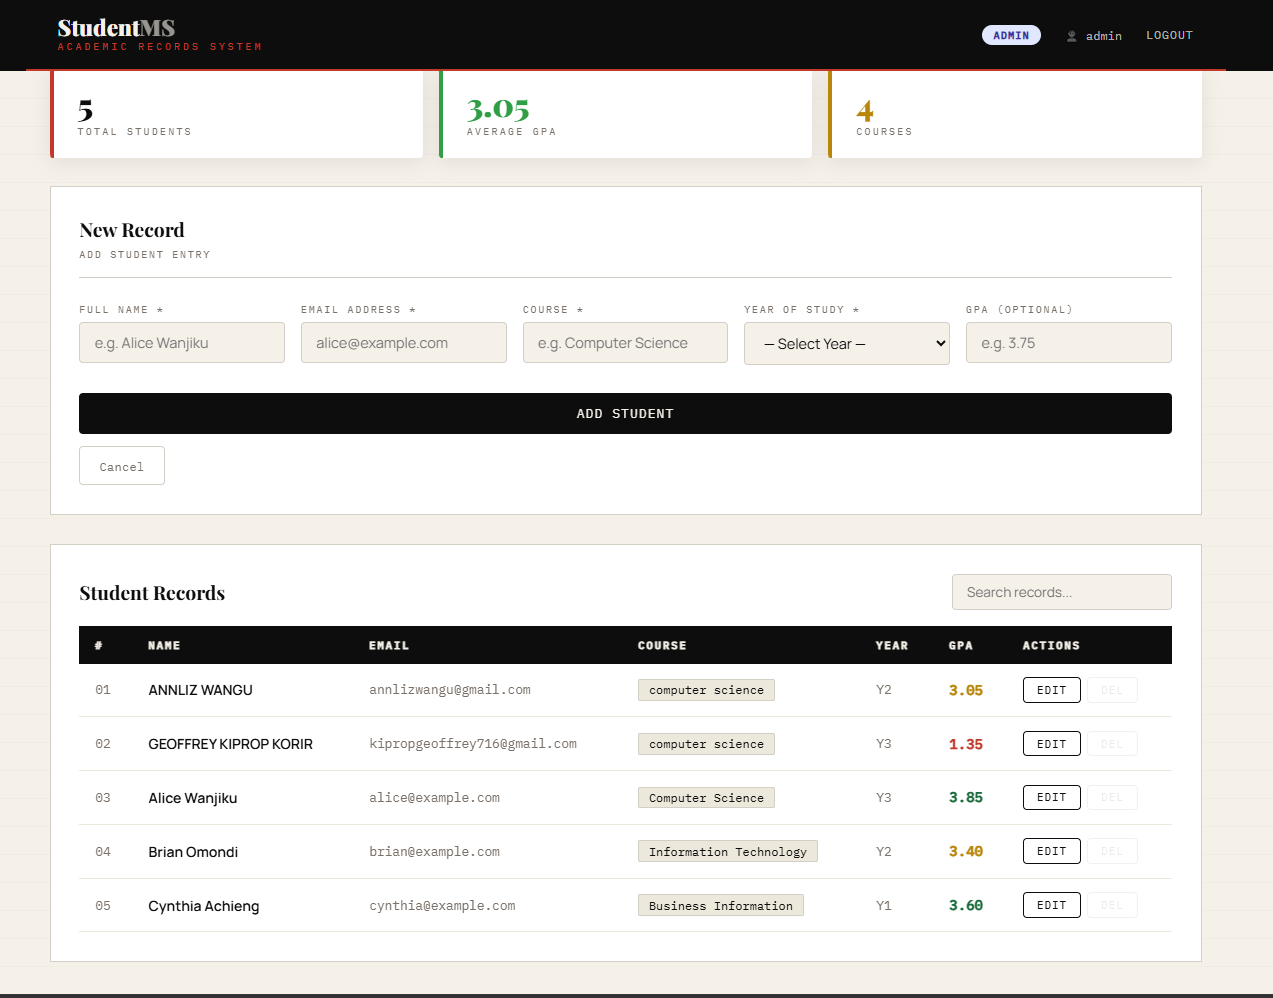 StudentMS
ACADEMIC RECORDS SYSTEM
ADMIN
admin
LOGOUT
5
TOTAL STUDENTS
3.05
AVERAGE GPA
4
COURSES
New Record
ADD STUDENT ENTRY
FULL NAME *
EMAIL ADDRESS *
COURSE *
YEAR OF STUDY *
GPA (OPTIONAL)
e.g. Alice Wanjiku
alice@example.com
e.g. Computer Science
— Select Year —
e.g. 3.75
ADD STUDENT
Cancel
Student Records
Search records...
# NAME EMAIL COURSE YEAR GPA ACTIONS
01 ANNLIZ WANGU annlizwangu@gmail.com computer science Y2 3.05 EDIT DEL
02 GEOFFREY KIPROP KORIR kipropgeoffrey716@gmail.com computer science Y3 1.35 EDIT DEL
03 Alice Wanjiku alice@example.com Computer Science Y3 3.85 EDIT DEL
04 Brian Omondi brian@example.com Information Technology Y2 3.40 EDIT DEL
05 Cynthia Achieng cynthia@example.com Business Information Y1 3.60 EDIT DEL